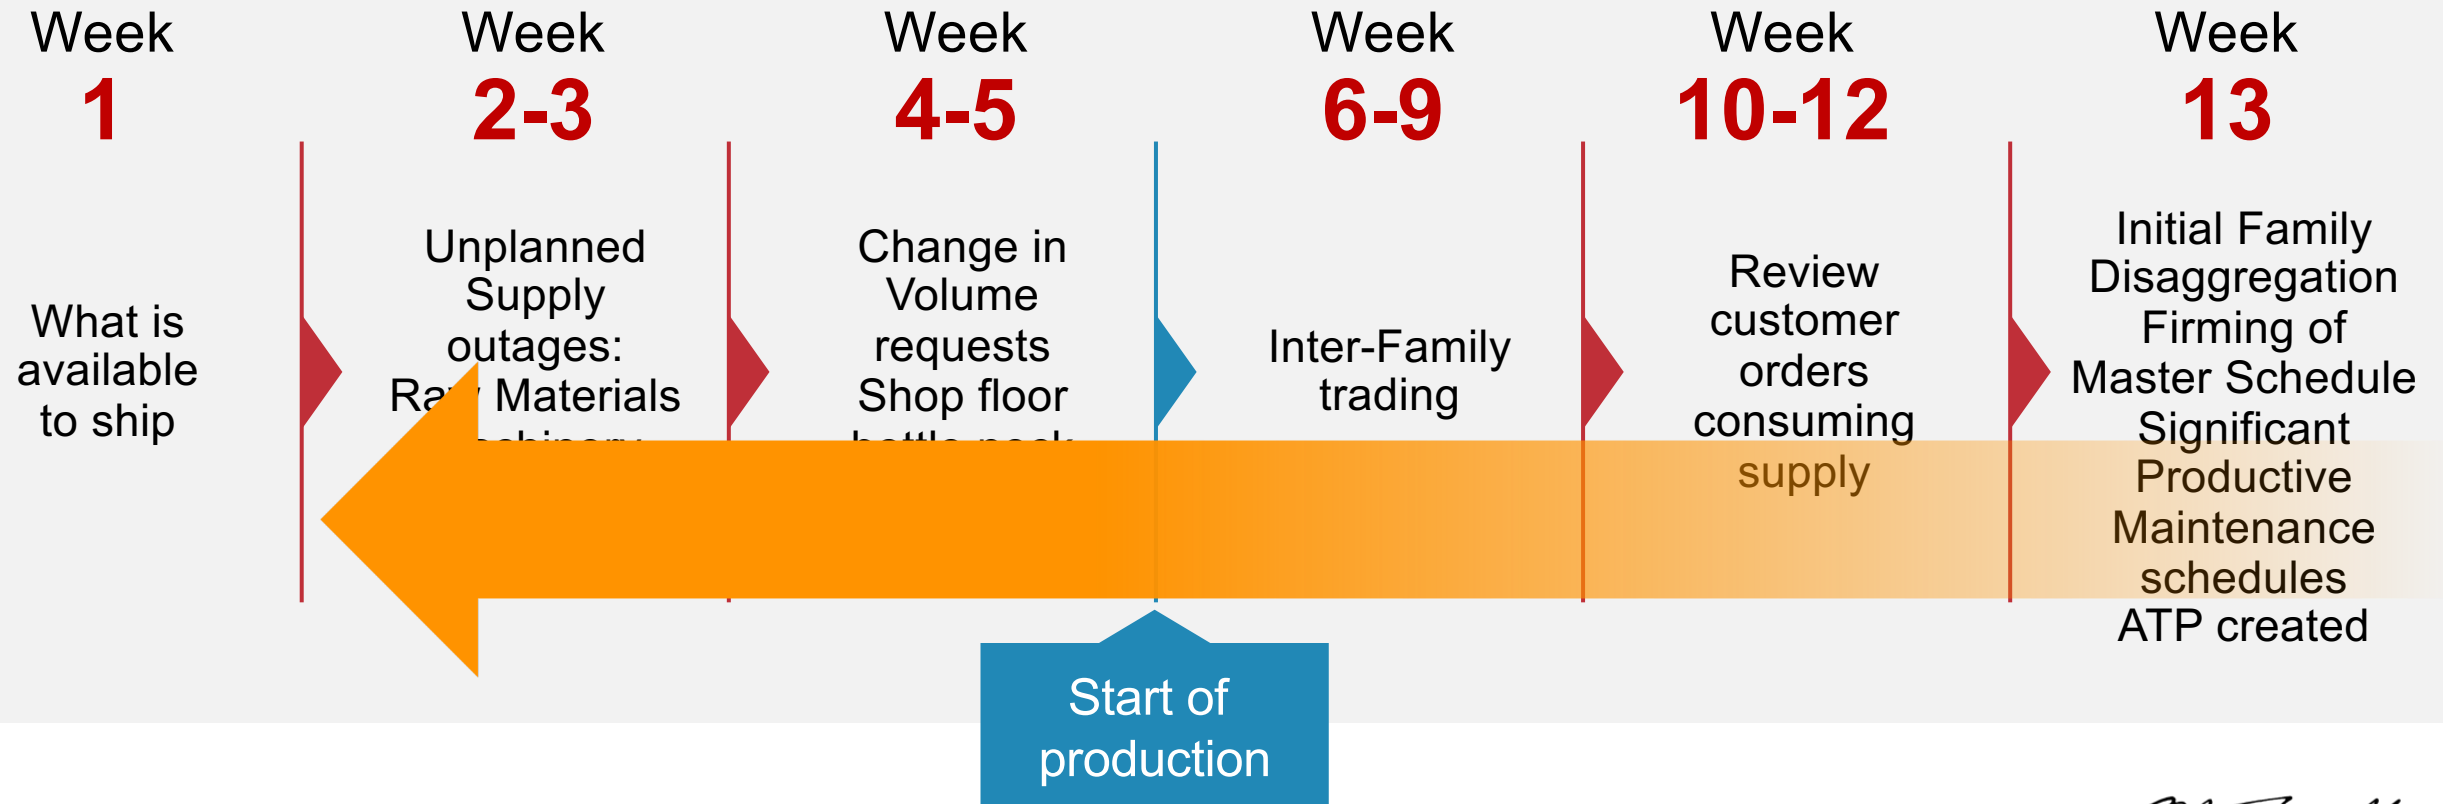 Week
1
What is
available
to ship
Week
2-3
Unplanned
Supply
outages:
Raw Materials
Week
4-5
Change in
Volume
requests
Shop floor
Week
6-9
Inter-Family
trading
Week
10-12
Review
customer
orders
consuming
supply
Week
13
Initial Family
Disaggregation
Firming of
Master Schedule
Significant
Productive
Maintenance
schedules
ATP created
Start of
production